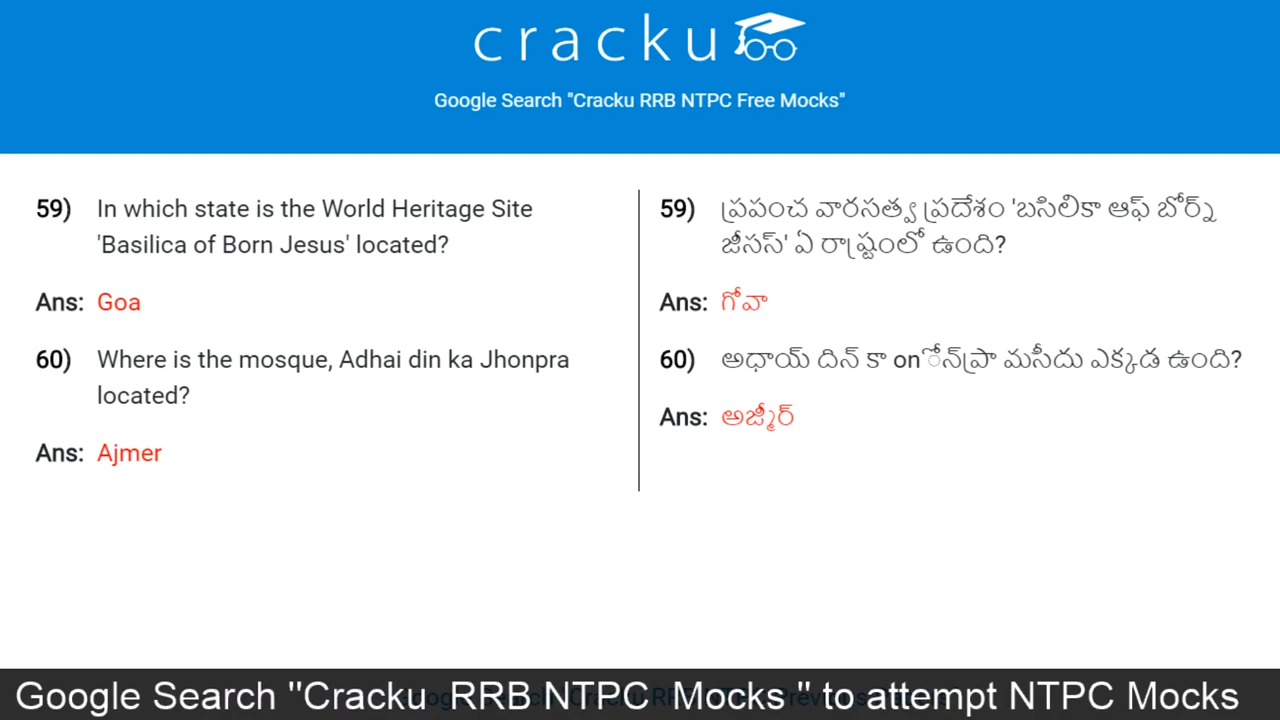 cracku
Google Search "Cracku RRB NTPC Free Mocks"
59) In which state is the World Heritage Site
'Basilica of Born Jesus' located?
Ans: Goa
60) Where is the mosque, Adhai din ka Jhonpra
located?
Ans: Ajmer
59) ప్రపంచ వారసత్వ ప్రదేశం 'బసిలికా ఆఫ్ బోర్న్
జీసస్' ఏ రాష్ట్రంలో ఉంది?
Ans: గోవా
60) అధాయ్ దిన్ కా onోన్ప్రా మసీదు ఎక్కడ ఉంది?
Ans: అజ్మీర్
Google Search "Cracku RRB NTPC Mocks " to attempt NTPC Mocks